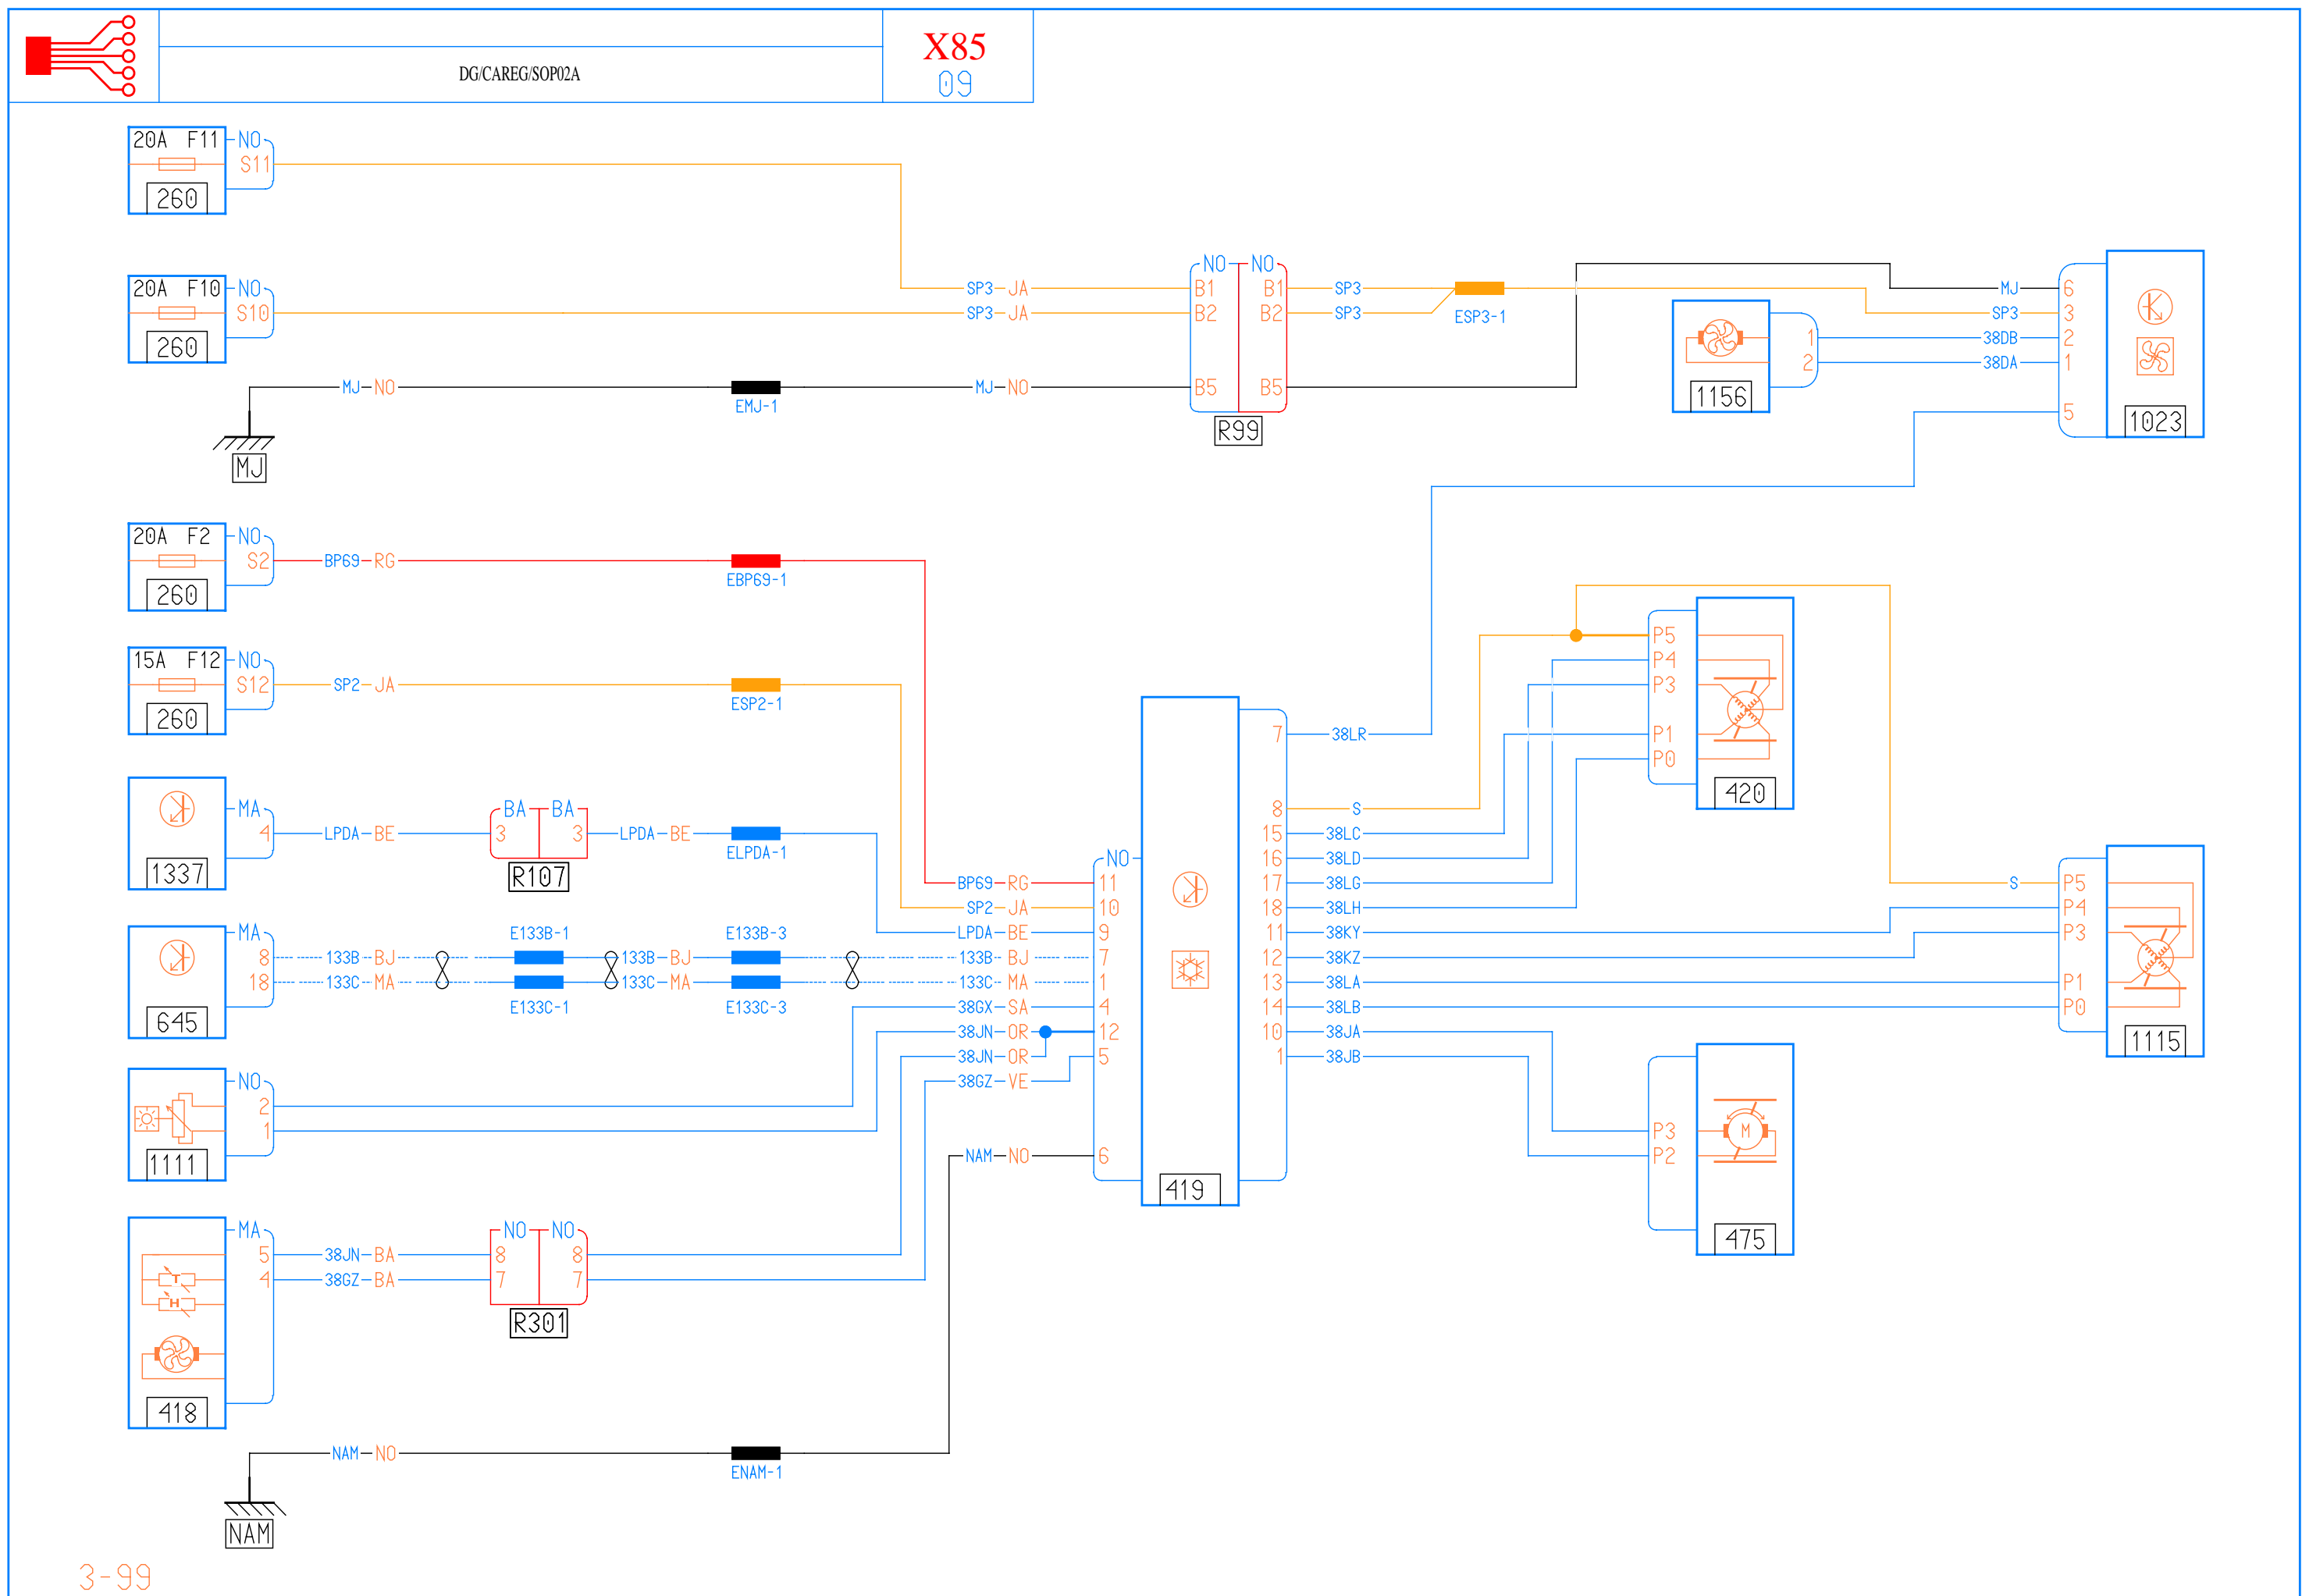 DG/CAREG/SOP02A
X85
09
20A F11 NO
S11
260
20A F10 NO
S10
260
SP3 JA B1
SP3 JA B2
MJ NO EMJ-1 MJ NO B5
MJ
NO NO
B1 SP3
B2 SP3
B5
R99
ESP3-1
1
2
1156
MJ 6
SP3 3
38DB 2
38DA 1
5
1023
20A F2 NO
S2 BP69 RG
260
EBP69-1
15A F12 NO
S12 SP2 JA
260
ESP2-1
MA
4 LPDA BE
1337
BA BA
3 3
R107
LPDA BE
ELPDA-1
MA
8 133B BJ
18 133C MA
645
E133B-1
E133C-1
133B BJ
133C MA
E133B-3
E133C-3
NO
2
1
1111
MA
5 38JN BA
4 38GZ BA
418
NO NO
8 8
7 7
R301
NAM NO
ENAM-1
NAM
NO
BP69 RG 11
SP2 JA 10
LPDA BE 9
133B BJ 7
133C MA 1
38GX SA 4
38JN OR 12
38JN OR 5
38GZ VE
NAM NO 6
419
7 38LR
8 S
15 38LC
16 38LD
17 38LG
18 38LH
11 38KY
12 38KZ
13 38LA
14 38LB
10 38JA
1 38JB
P5
P4
P3
P1
P0
420
S P5
P4
P3
P1
P0
1115
P3 M
P2
475
T
H
3-99